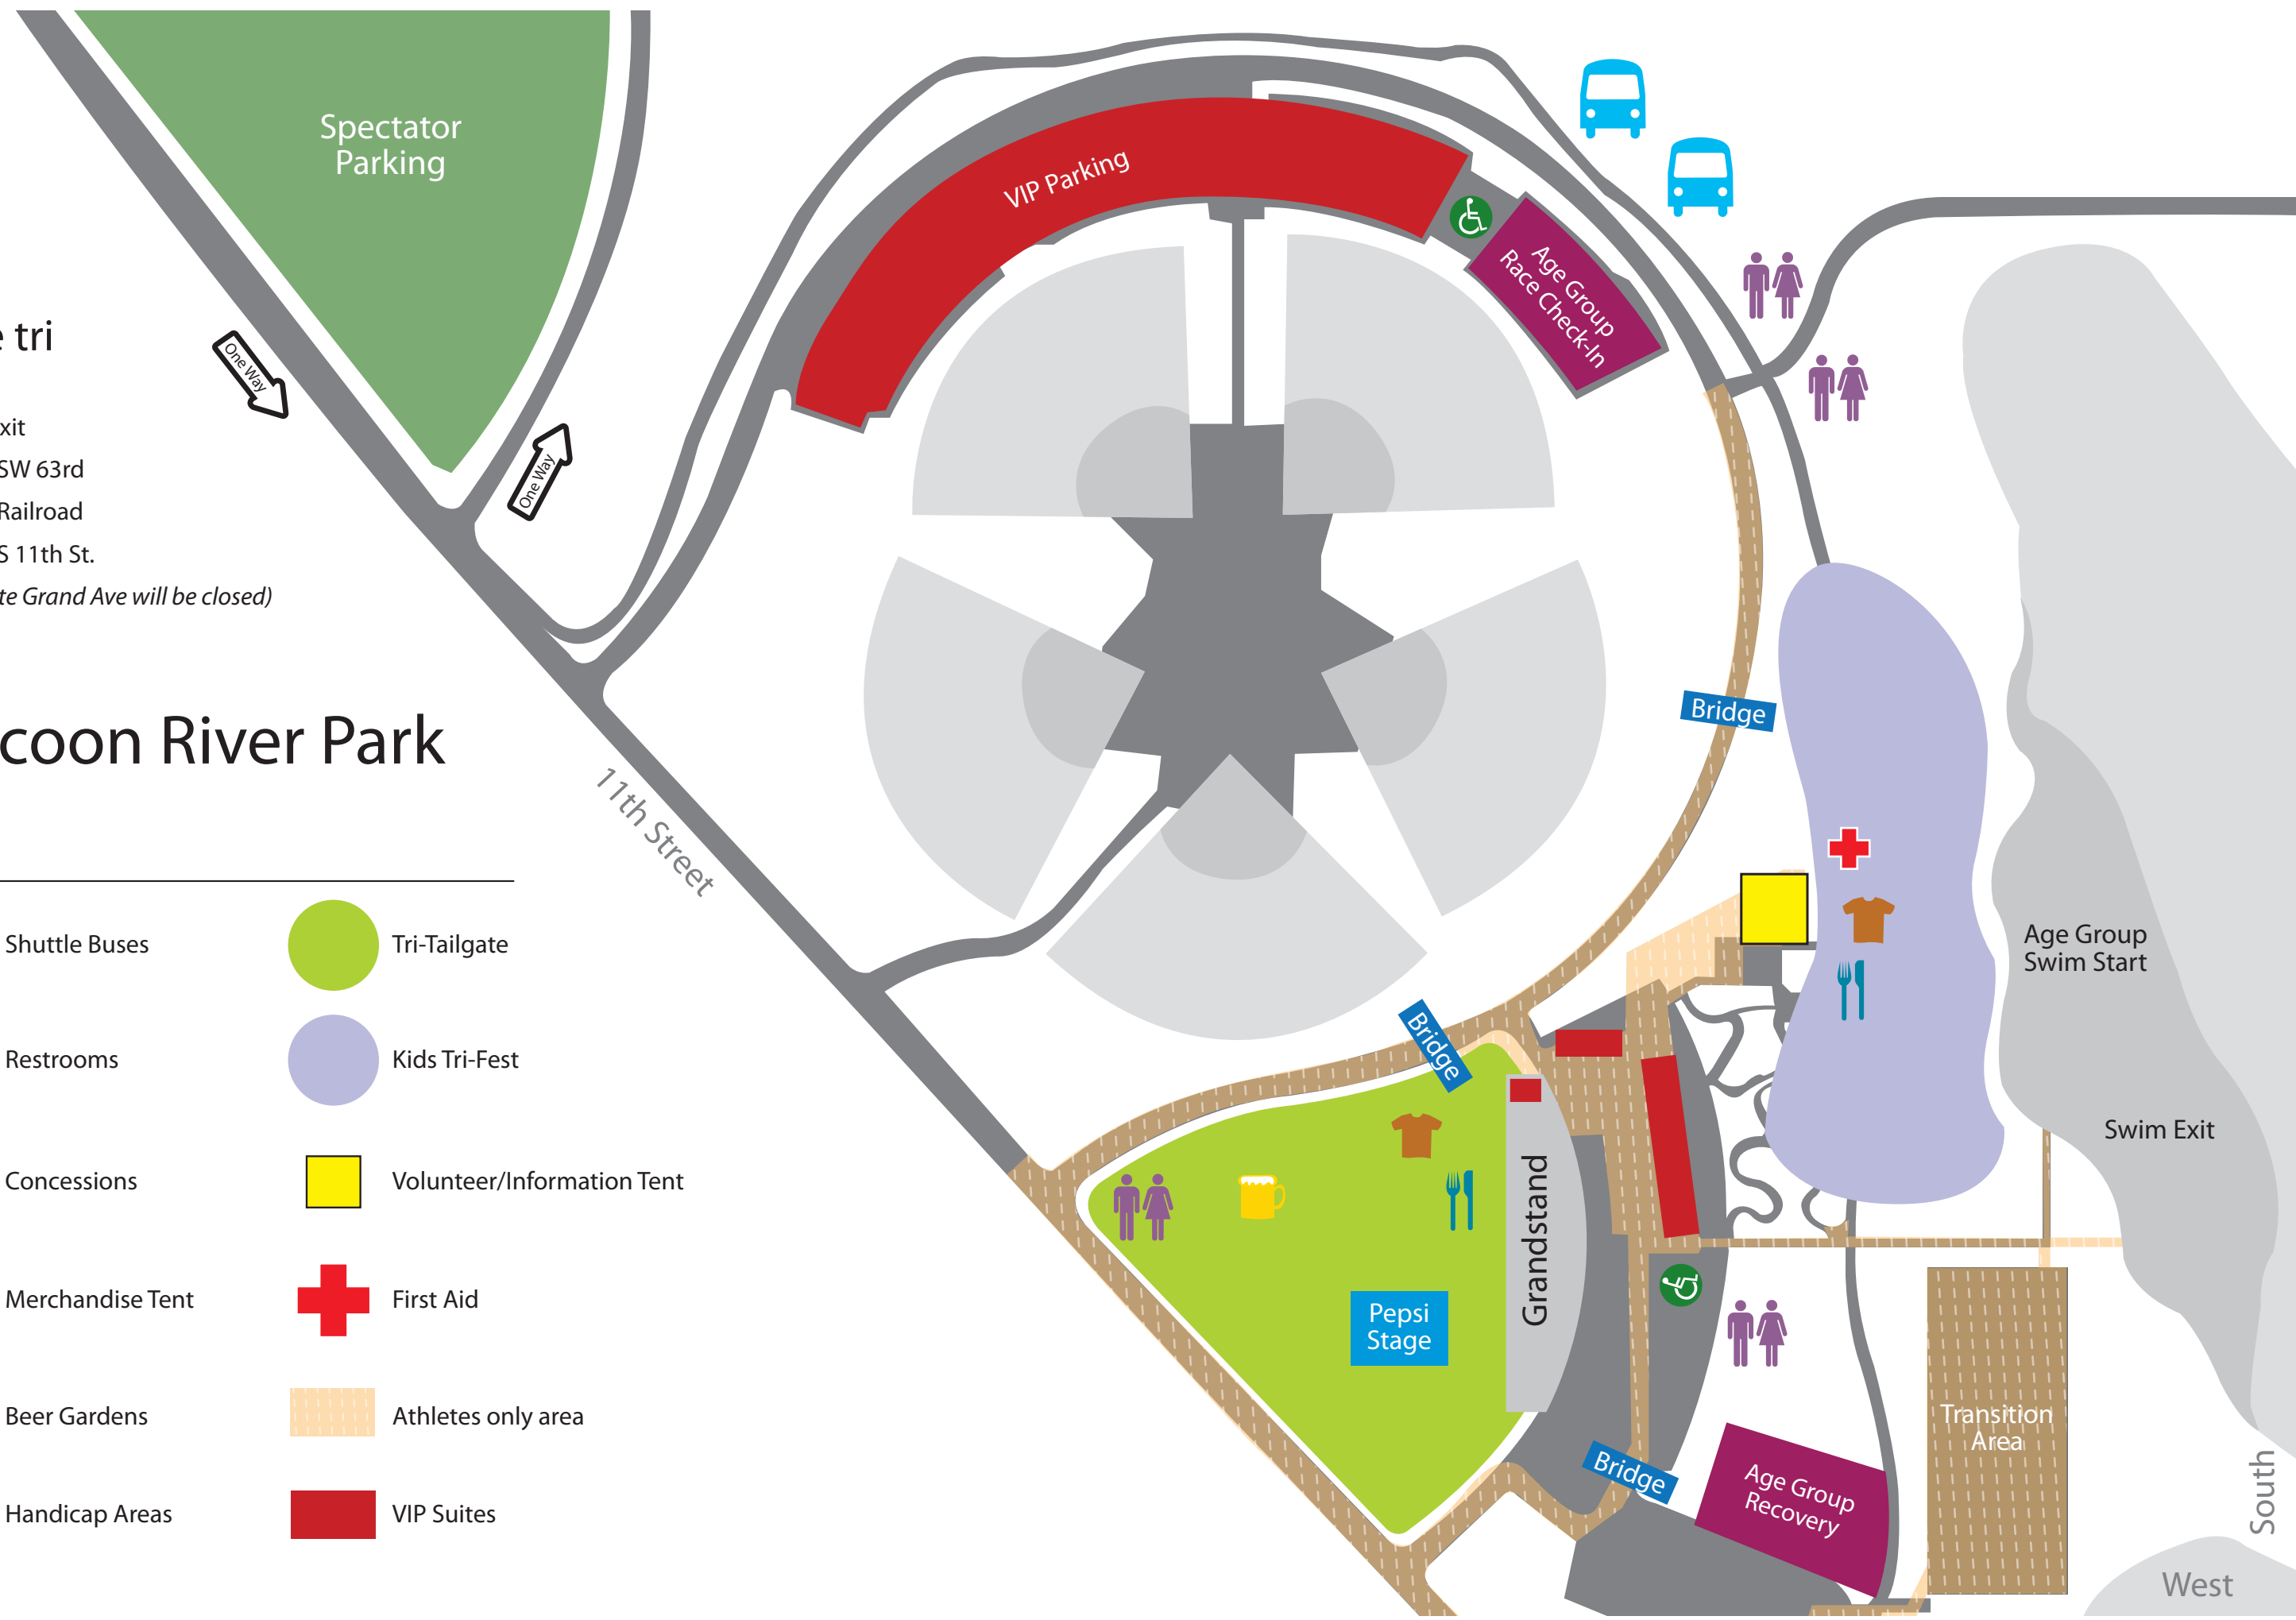 Spectator
Parking
VIP Parking
Age Group
Race Check-In
One Way
One Way
tri
xit
SW 63rd
Railroad
S 11th St.
te Grand Ave will be closed)
coon River Park
11th Street
Bridge
Bridge
Bridge
Shuttle Buses
Tri-Tailgate
Restrooms
Kids Tri-Fest
Concessions
Volunteer/Information Tent
Merchandise Tent
First Aid
Beer Gardens
Athletes only area
Handicap Areas
VIP Suites
Age Group
Swim Start
Swim Exit
Grandstand
Pepsi
Stage
Transition
Area
Age Group
Recovery
South
West